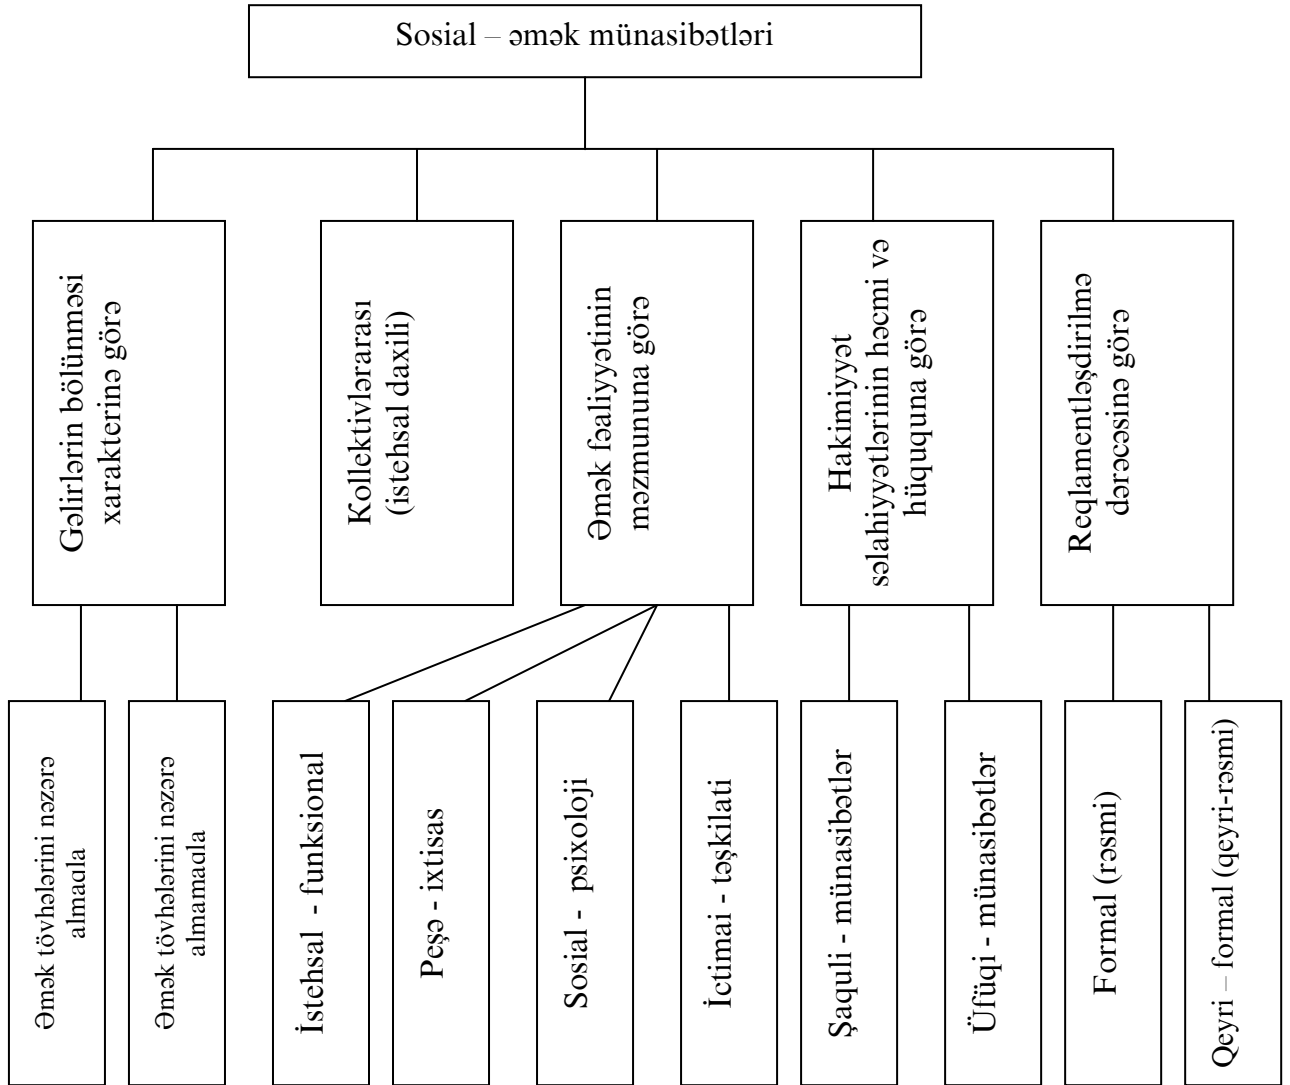 Sosial – əmək münasibətləri
Gəlirlərin bölünməsi
xarakterinə görə
Kollektivlərarası
(istehsal daxili)
Əmək fəaliyyətinin
məzmununa görə
Hakimiyyət
səlahiyyətlərinin həcmi və
hüququna görə
Reqlamentləşdirilmə
dərəcəsinə görə
Əmək tövhələrini nəzərə
almaqla
Əmək tövhələrini nəzərə
almamaqla
İstehsal - funksional
Peşə - ixtisas
Sosial - psixoloji
İctimai - təşkilati
Şaquli - münasibətlər
Üfüqi - münasibətlər
Formal (rəsmi)
Qeyri – formal (qeyri-rəsmi)